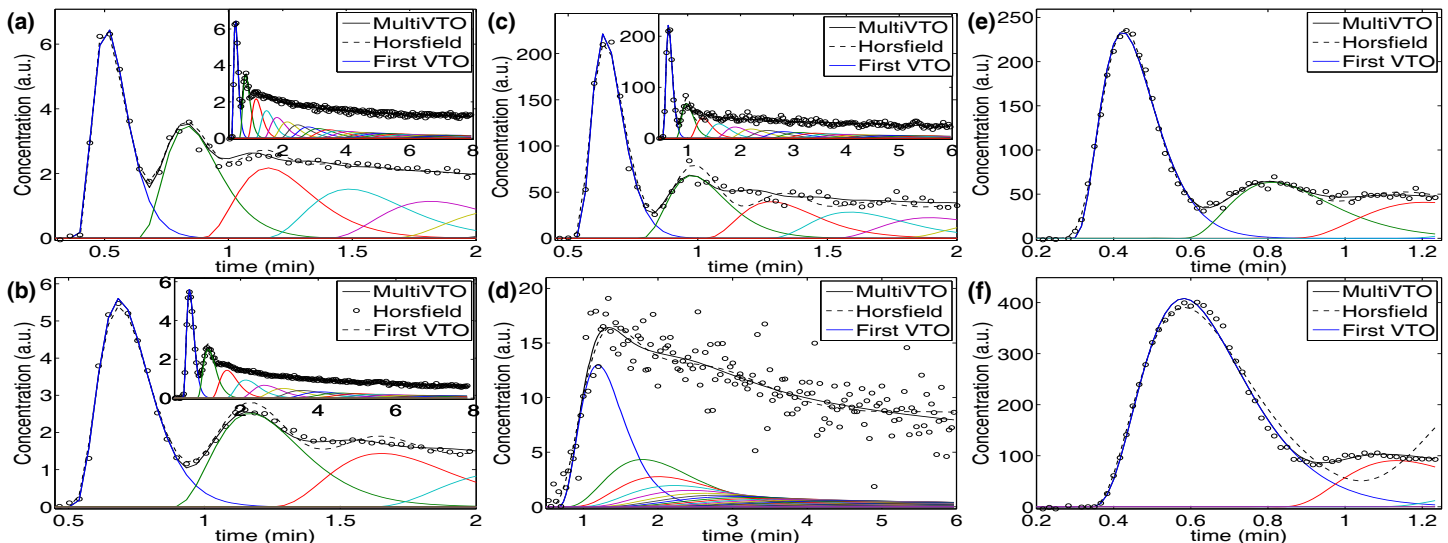 (a)
Concentration (a.u.)
6
4
2
0
0.5
1
1.5
2
time (min)
6
4
2
0
2
4
6
8
MultiVTO
Horsfield
First VTO
(c)
Concentration (a.u.)
200
150
100
50
0
0.5
1
1.5
2
time (min)
200
100
0
1
2
3
4
5
6
MultiVTO
Horsfield
First VTO
(e)
Concentration (a.u.)
250
200
150
100
50
0
0.2
0.4
0.6
0.8
1
1.2
time (min)
MultiVTO
Horsfield
First VTO
(b)
Concentration (a.u.)
6
5
4
3
2
1
0
0.5
1
1.5
2
time (min)
6
4
2
0
2
4
6
8
MultiVTO
Horsfield
First VTO
(d)
Concentration (a.u.)
20
15
10
5
0
1
2
3
4
5
6
time (min)
MultiVTO
Horsfield
First VTO
(f)
Concentration (a.u.)
400
300
200
100
0
0.2
0.4
0.6
0.8
1
1.2
time (min)
MultiVTO
Horsfield
First VTO